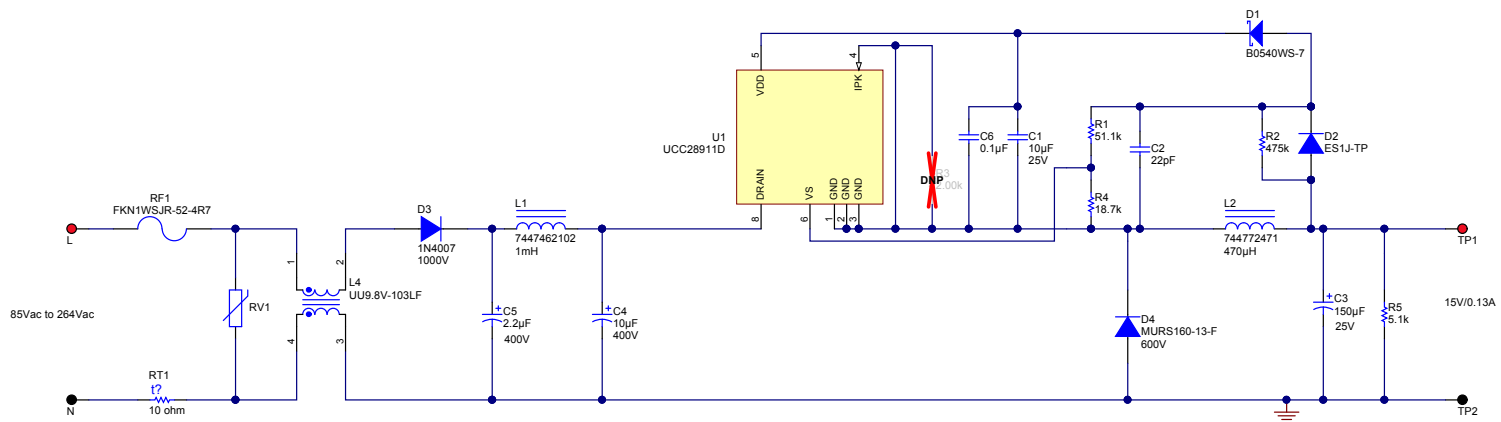 D1
B0540WS-7
5
4
VDD
IPK
U1
UCC28911D
C6
0.1µF
C1
10µF
25V
R1
51.1k
C2
22pF
R2
475k
D2
ES1J-TP
DNP
R3
2.00k
DRAIN
VS
GND
GND
GND
8
6
1
2
3
R4
18.7k
RF1
FKN1WSJR-52-4R7
L
D3
1N4007
1000V
L1
7447462102
1mH
L2
744772471
470µH
TP1
1
2
L4
UU9.8V-103LF
RV1
85Vac to 264Vac
4
3
C5
2.2µF
400V
C4
10µF
400V
D4
MURS160-13-F
600V
C3
150µF
25V
R5
5.1k
15V/0.13A
RT1
t?
10 ohm
N
TP2